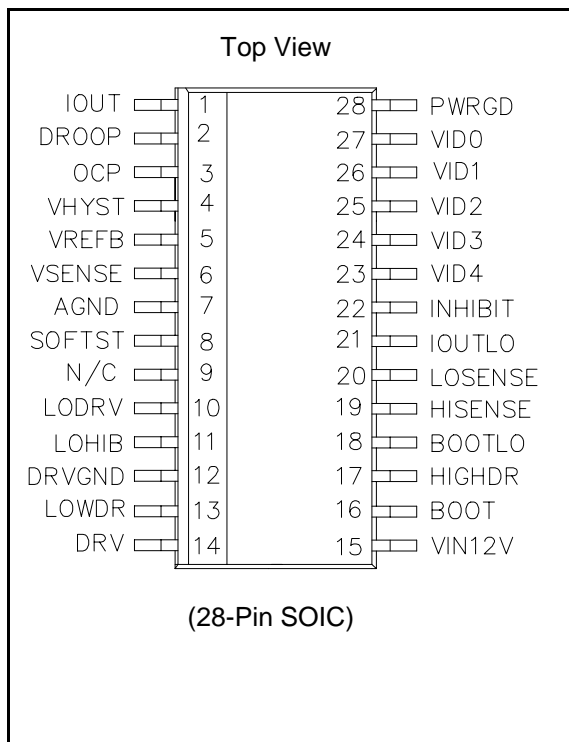 Top View
IOUT 1 28 PWRGD
DROOP 2 27 VID0
OCP 3 26 VID1
VHYST 4 25 VID2
VREFB 5 24 VID3
VSENSE 6 23 VID4
AGND 7 22 INHIBIT
SOFTST 8 21 IOUTLO
N/C 9 20 LOSENSE
LODRV 10 19 HISENSE
LOHIB 11 18 BOOTLO
DRVGND 12 17 HIGHDR
LOWDR 13 16 BOOT
DRV 14 15 VIN12V
(28-Pin SOIC)